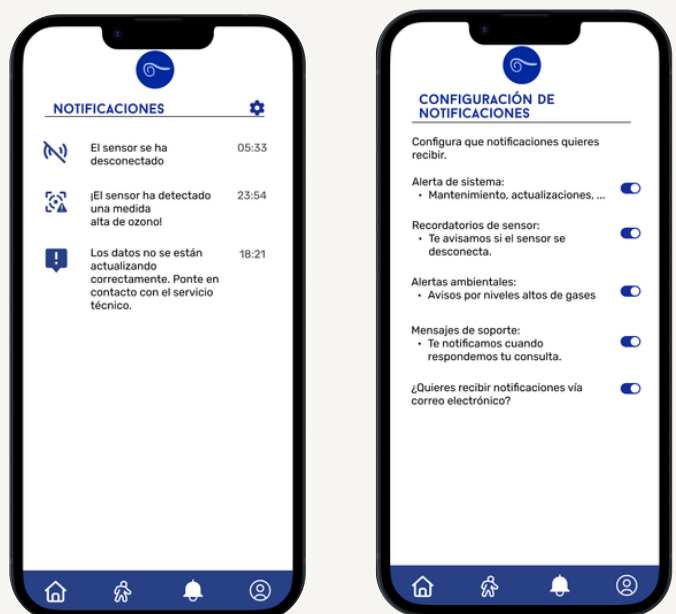 NOTIFICACIONES
El sensor se ha
desconectado
05:33
¡El sensor ha detectado
una medida
alta de ozono!
23:54
Los datos no se están
actualizando
correctamente. Ponte en
contacto con el servicio
técnico.
18:21
CONFIGURACIÓN DE
NOTIFICACIONES
Configura que notificaciones quieres
recibir.
Alerta de sistema:
• Mantenimiento, actualizaciones, ...
Recordatorios de sensor:
• Te avisamos si el sensor se
desconecta.
Alertas ambientales:
• Avisos por niveles altos de gases
Mensajes de soporte:
• Te notificamos cuando
respondemos tu consulta.
¿Quieres recibir notificaciones vía
correo electrónico?